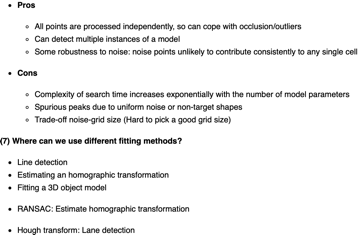 • Pros
◦ All points are processed independently, so can cope with occlusion/outliers
◦ Can detect multiple instances of a model
◦ Some robustness to noise: noise points unlikely to contribute consistently to any single cell
• Cons
◦ Complexity of search time increases exponentially with the number of model parameters
◦ Spurious peaks due to uniform noise or non-target shapes
◦ Trade-off noise-grid size (Hard to pick a good grid size)
(7) Where can we use different fitting methods?
• Line detection
• Estimating an homographic transformation
• Fitting a 3D object model
• RANSAC: Estimate homographic transformation
• Hough transform: Lane detection